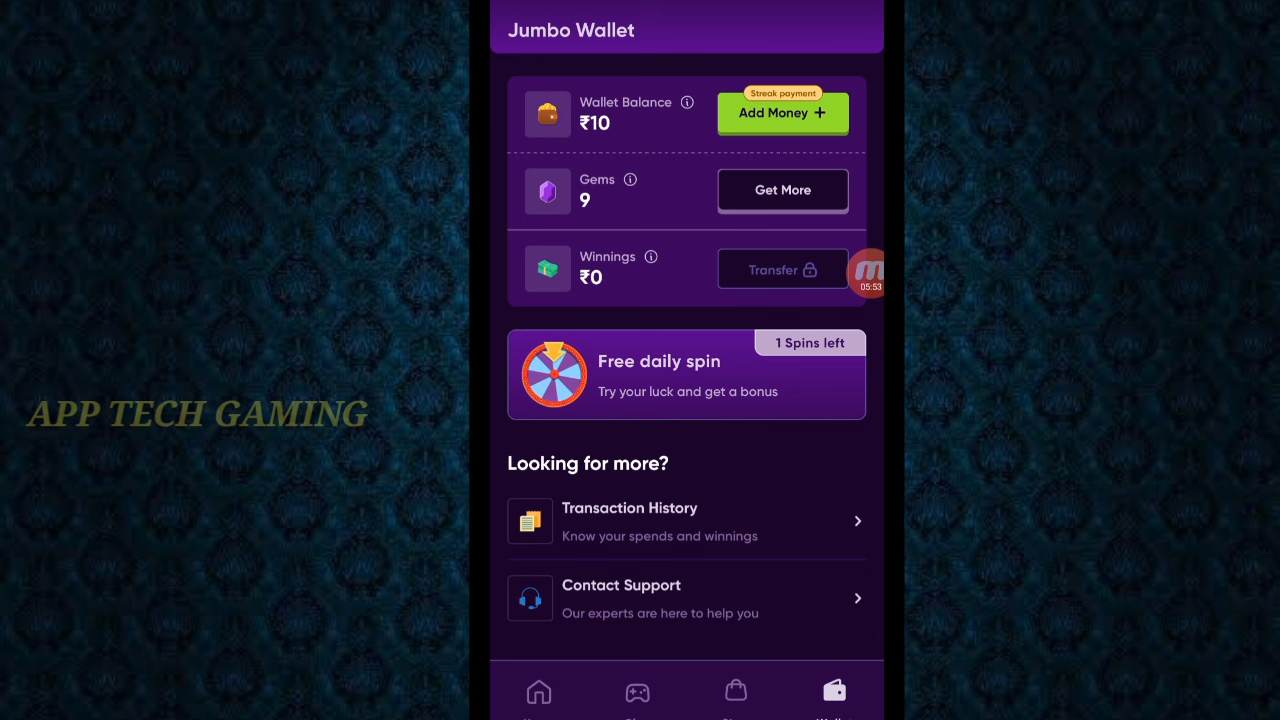 Jumbo Wallet
Streak payment
Wallet Balance
₹10
Add Money +
Gems
9
Get More
Winnings
₹0
Transfer
05:53
1 Spins left
Free daily spin
Try your luck and get a bonus
APP TECH GAMING
Looking for more?
Transaction History
Know your spends and winnings
Contact Support
Our experts are here to help you